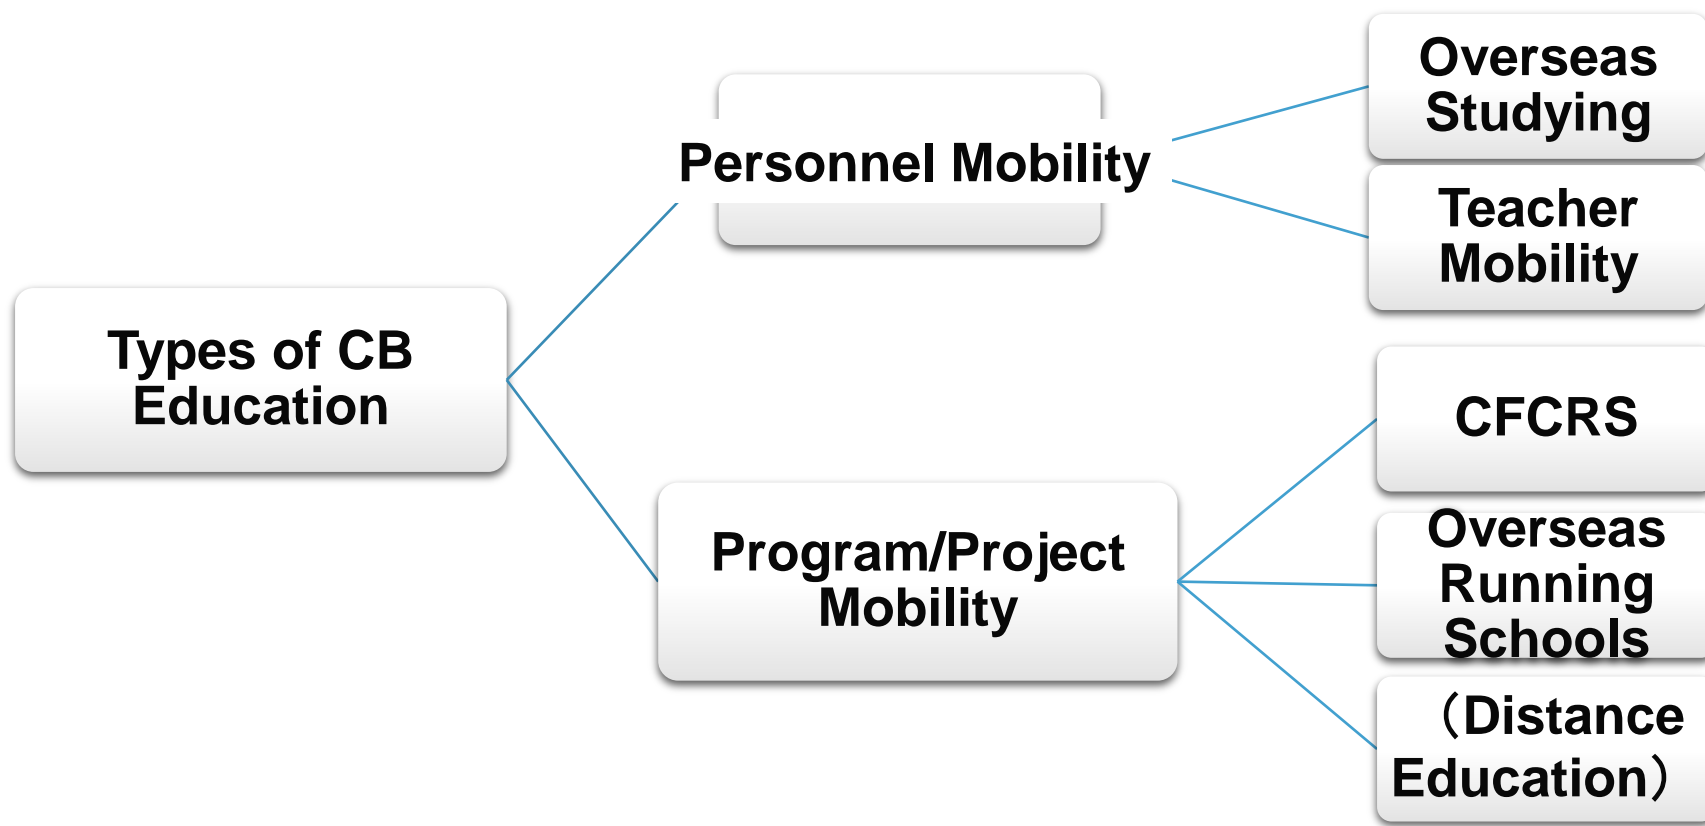 Types of CB
Education
Personnel Mobility
Overseas
Studying
Teacher
Mobility
Program/Project
Mobility
CFCRS
Overseas
Running
Schools
（Distance
Education）